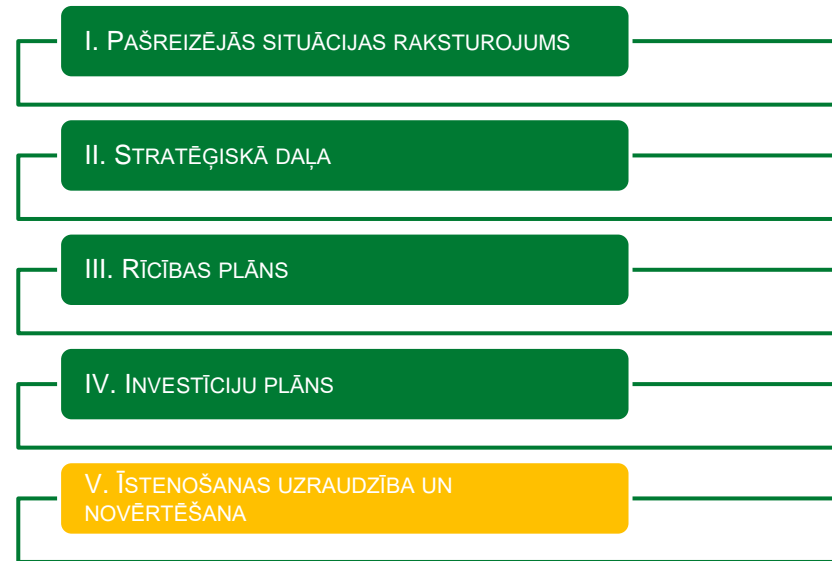 I. PAŠREIZĒJĀS SITUĀCIJAS RAKSTUROJUMS
II. STRATĒĢISKĀ DAĻA
III. RĪCĪBAS PLĀNS
IV. INVESTĪCIJU PLĀNS
V. ĪSTENOŠANAS UZRAUDZĪBA UN
NOVĒRTĒŠANA